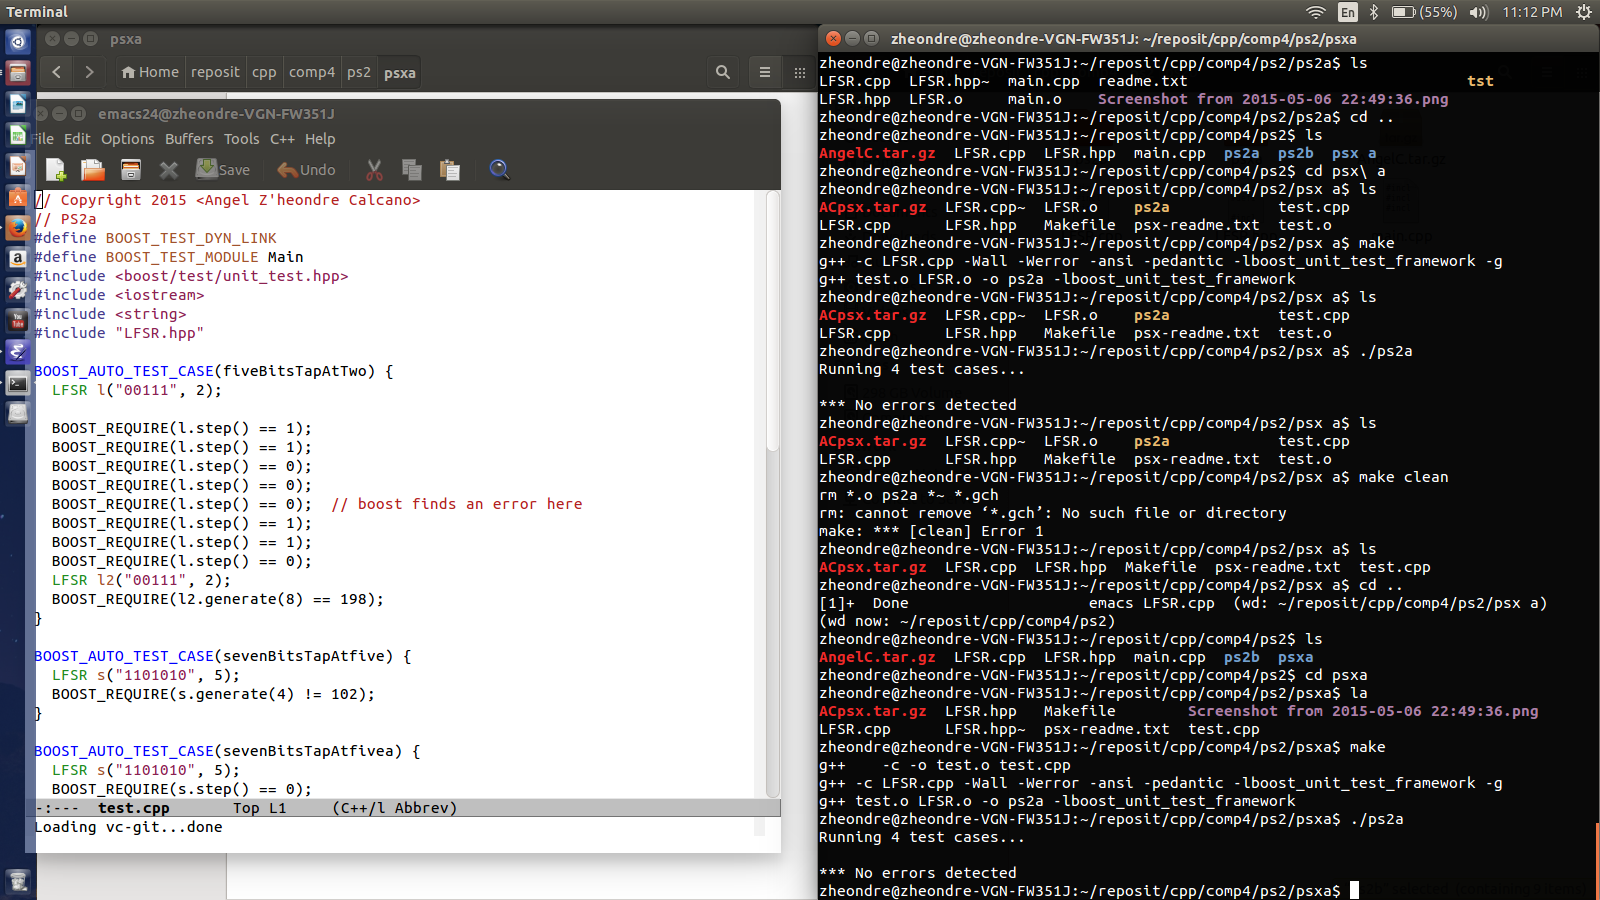 Terminal
En
(55%)
11:12 PM
psxa
Home reposit cpp comp4 ps2 psxa
emacs24@zheondre-VGN-FW351J
File Edit Options Buffers Tools C++ Help
Save Undo
// Copyright 2015 <Angel Z'heondre Calcano>
// PS2a
#define BOOST_TEST_DYN_LINK
#define BOOST_TEST_MODULE Main
#include <boost/test/unit_test.hpp>
#include <iostream>
#include <string>
#include "LFSR.hpp"
BOOST_AUTO_TEST_CASE(fiveBitsTapAtTwo) {
LFSR l("00111", 2);
BOOST_REQUIRE(l.step() == 1);
BOOST_REQUIRE(l.step() == 1);
BOOST_REQUIRE(l.step() == 0);
BOOST_REQUIRE(l.step() == 0);
BOOST_REQUIRE(l.step() == 0);  // boost finds an error here
BOOST_REQUIRE(l.step() == 1);
BOOST_REQUIRE(l.step() == 1);
BOOST_REQUIRE(l.step() == 0);
LFSR l2("00111", 2);
BOOST_REQUIRE(l2.generate(8) == 198);
}
BOOST_AUTO_TEST_CASE(sevenBitsTapAtfive) {
LFSR s("1101010", 5);
BOOST_REQUIRE(s.generate(4) != 102);
}
BOOST_AUTO_TEST_CASE(sevenBitsTapAtfivea) {
LFSR s("1101010", 5);
BOOST_REQUIRE(s.step() == 0);
-:--- test.cpp Top L1 (C++/l Abbrev)
Loading vc-git...done
zheondre@zheondre-VGN-FW351J: ~/reposit/cpp/comp4/ps2/psxa
zheondre@zheondre-VGN-FW351J:~/reposit/cpp/comp4/ps2/ps2a$ ls
LFSR.cpp LFSR.hpp~ main.cpp readme.txt tst
LFSR.hpp LFSR.o main.o Screenshot from 2015-05-06 22:49:36.png
zheondre@zheondre-VGN-FW351J:~/reposit/cpp/comp4/ps2/ps2a$ cd ..
zheondre@zheondre-VGN-FW351J:~/reposit/cpp/comp4/ps2$ ls
AngelC.tar.gz LFSR.cpp LFSR.hpp main.cpp ps2a ps2b psx a
zheondre@zheondre-VGN-FW351J:~/reposit/cpp/comp4/ps2$ cd psx\ a
zheondre@zheondre-VGN-FW351J:~/reposit/cpp/comp4/ps2/psx a$ ls
ACpsx.tar.gz LFSR.cpp~ LFSR.o ps2a test.cpp
LFSR.cpp LFSR.hpp Makefile psx-readme.txt test.o
zheondre@zheondre-VGN-FW351J:~/reposit/cpp/comp4/ps2/psx a$ make
g++ -c LFSR.cpp -Wall -Werror -ansi -pedantic -lboost_unit_test_framework -g
g++ test.o LFSR.o -o ps2a -lboost_unit_test_framework
zheondre@zheondre-VGN-FW351J:~/reposit/cpp/comp4/ps2/psx a$ ls
ACpsx.tar.gz LFSR.cpp~ LFSR.o ps2a test.cpp
LFSR.cpp LFSR.hpp Makefile psx-readme.txt test.o
zheondre@zheondre-VGN-FW351J:~/reposit/cpp/comp4/ps2/psx a$ ./ps2a
Running 4 test cases...
*** No errors detected
zheondre@zheondre-VGN-FW351J:~/reposit/cpp/comp4/ps2/psx a$ ls
ACpsx.tar.gz LFSR.cpp~ LFSR.o ps2a test.cpp
LFSR.cpp LFSR.hpp Makefile psx-readme.txt test.o
zheondre@zheondre-VGN-FW351J:~/reposit/cpp/comp4/ps2/psx a$ make clean
rm *.o ps2a *~ *.gch
rm: cannot remove ‘*.gch’: No such file or directory
make: *** [clean] Error 1
zheondre@zheondre-VGN-FW351J:~/reposit/cpp/comp4/ps2/psx a$ ls
ACpsx.tar.gz LFSR.cpp LFSR.hpp Makefile psx-readme.txt test.cpp
zheondre@zheondre-VGN-FW351J:~/reposit/cpp/comp4/ps2/psx a$ cd ..
[1]+ Done emacs LFSR.cpp (wd: ~/reposit/cpp/comp4/ps2/psx a)
(wd now: ~/reposit/cpp/comp4/ps2)
zheondre@zheondre-VGN-FW351J:~/reposit/cpp/comp4/ps2$ ls
AngelC.tar.gz LFSR.cpp LFSR.hpp main.cpp ps2b psxa
zheondre@zheondre-VGN-FW351J:~/reposit/cpp/comp4/ps2$ cd psxa
zheondre@zheondre-VGN-FW351J:~/reposit/cpp/comp4/ps2/psxa$ la
ACpsx.tar.gz LFSR.hpp Makefile Screenshot from 2015-05-06 22:49:36.png
LFSR.cpp LFSR.hpp~ psx-readme.txt test.cpp
zheondre@zheondre-VGN-FW351J:~/reposit/cpp/comp4/ps2/psxa$ make
g++ -c -o test.o test.cpp
g++ -c LFSR.cpp -Wall -Werror -ansi -pedantic -lboost_unit_test_framework -g
g++ test.o LFSR.o -o ps2a -lboost_unit_test_framework
zheondre@zheondre-VGN-FW351J:~/reposit/cpp/comp4/ps2/psxa$ ./ps2a
Running 4 test cases...
*** No errors detected
zheondre@zheondre-VGN-FW351J:~/reposit/cpp/comp4/ps2/psxa$